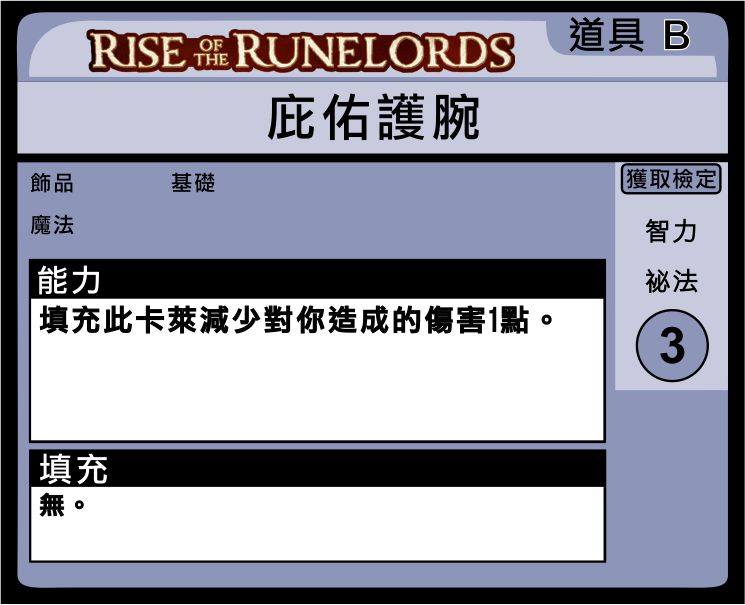 RISE OF THE RUNELORDS
道具 B
庇佑護腕
飾品 基礎
魔法
獲取檢定
智力
祕法
3
能力
填充此卡萊減少對你造成的傷害1點。
填充
無。